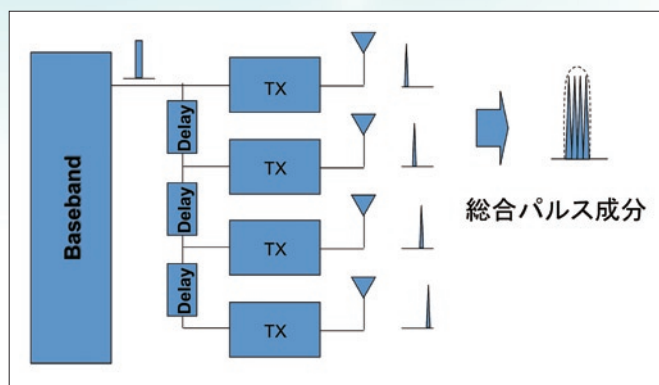 Baseband
TX
Delay
TX
Delay
TX
Delay
TX
総合パルス成分